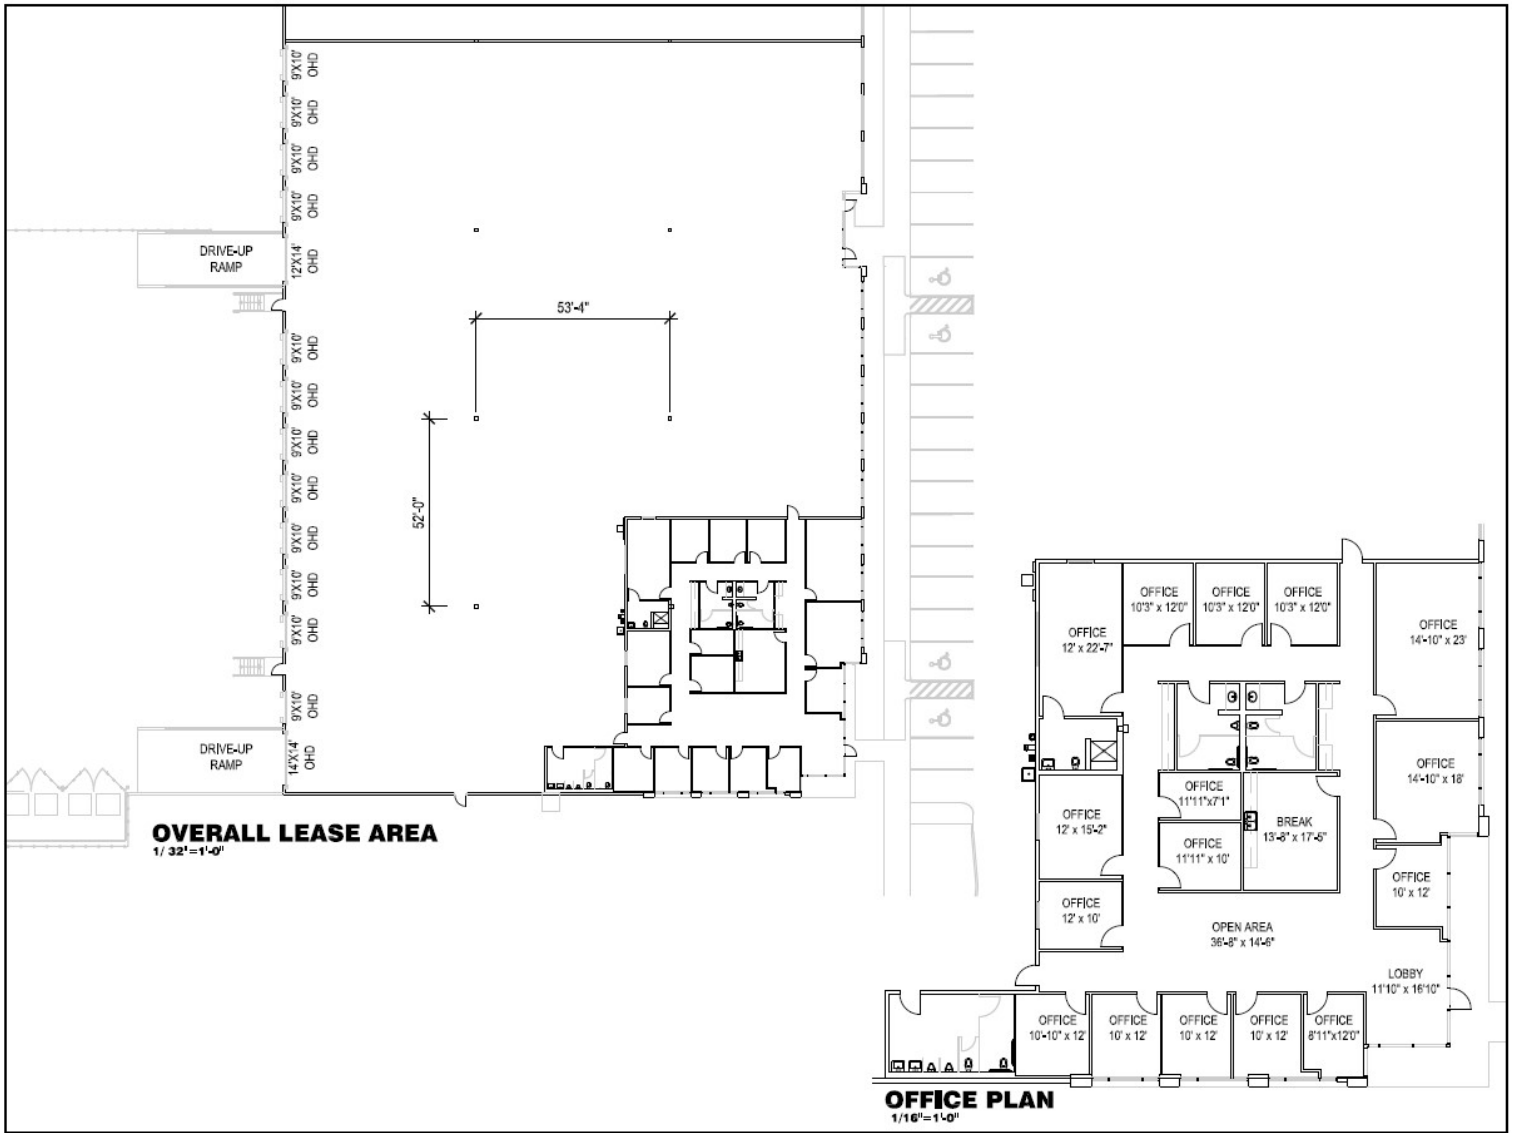 9'X10'
OHD
9'X10'
OHD
9'X10'
OHD
9'X10'
OHD
DRIVE-UP
RAMP
12'X14'
OHD
53'-4"
9'X10'
OHD
9'X10'
OHD
9'X10'
OHD
9'X10'
OHD
52'-0"
9'X10'
OHD
9'X10'
OHD
9'X10'
OHD
9'X10'
OHD
DRIVE-UP
RAMP
14'X14'
OHD
OVERALL LEASE AREA
1/ 32"=1'-0"
OFFICE
12' x 22'-7"
OFFICE
10'3" x 12'0"
OFFICE
10'3" x 12'0"
OFFICE
10'3" x 12'0"
OFFICE
14'-10" x 23'
OFFICE
14'-10" x 18'
OFFICE
11'11"x7'1"
BREAK
13'-8" x 17'-5"
OFFICE
12' x 15'-2"
OFFICE
11'11" x 10'
OFFICE
10' x 12'
OFFICE
12' x 10'
OPEN AREA
36'-8" x 14'-6"
LOBBY
11'10" x 16'10"
OFFICE
10'-10" x 12'
OFFICE
10' x 12'
OFFICE
10' x 12'
OFFICE
10' x 12'
OFFICE
8'11"x12'0"
OFFICE PLAN
1/16"=1'-0"